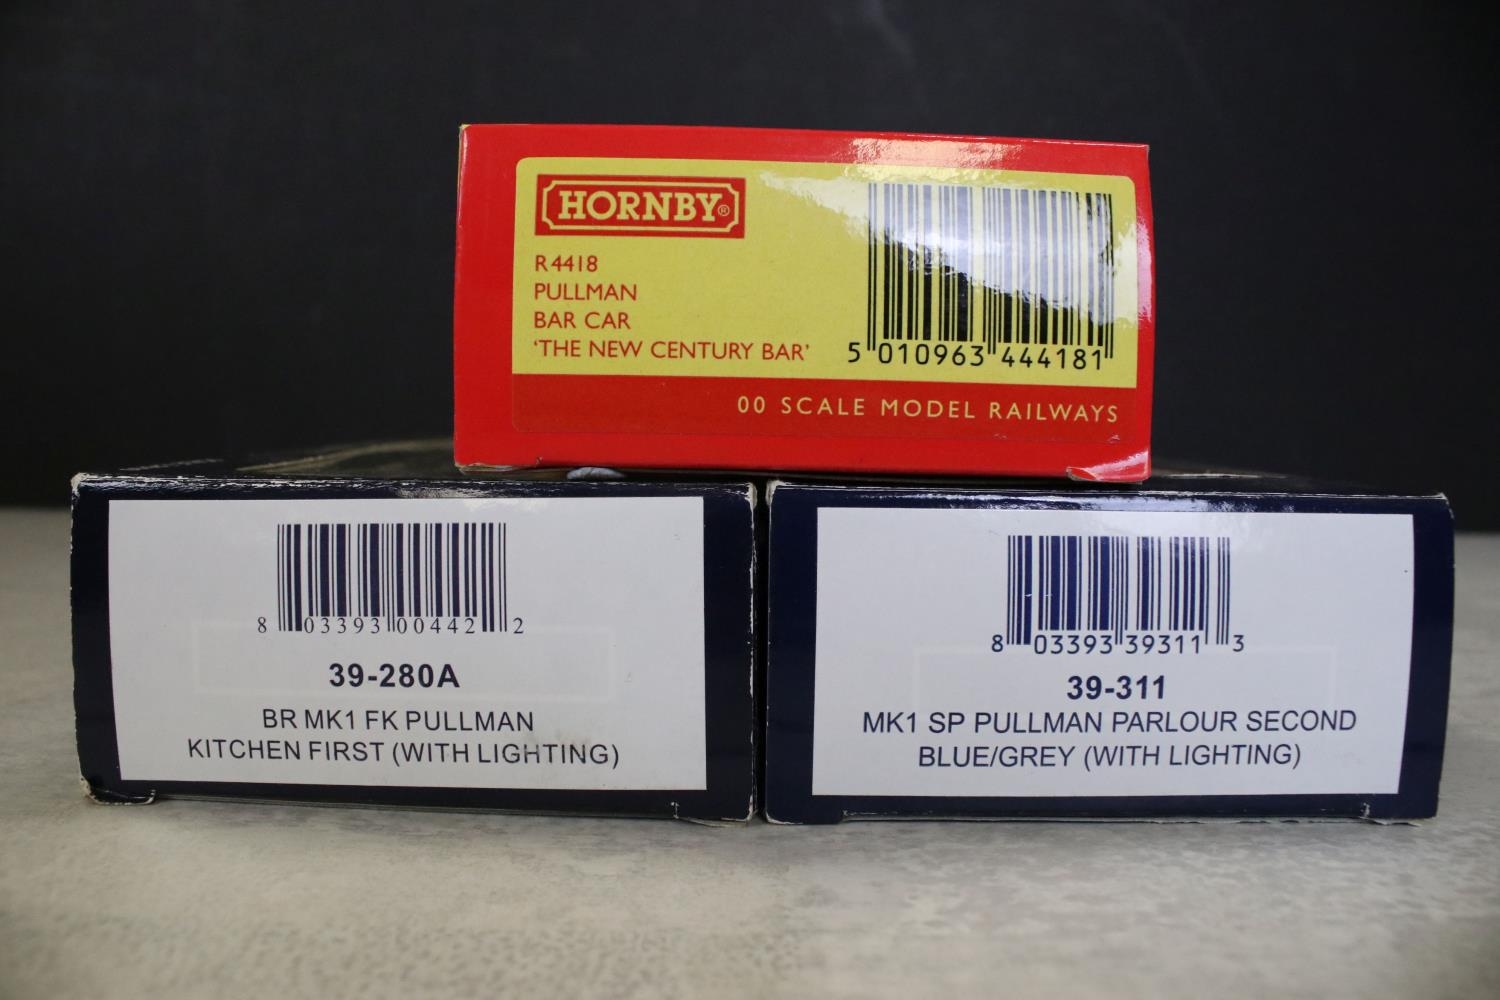 HORNBY®
R4418
PULLMAN
BAR CAR
'THE NEW CENTURY BAR'
5 010963 444181
00 SCALE MODEL RAILWAYS
8 03393 00442 2
39-280A
BR MK1 FK PULLMAN
KITCHEN FIRST (WITH LIGHTING)
8 03393 39311 3
39-311
MK1 SP PULLMAN PARLOUR SECOND
BLUE/GREY (WITH LIGHTING)